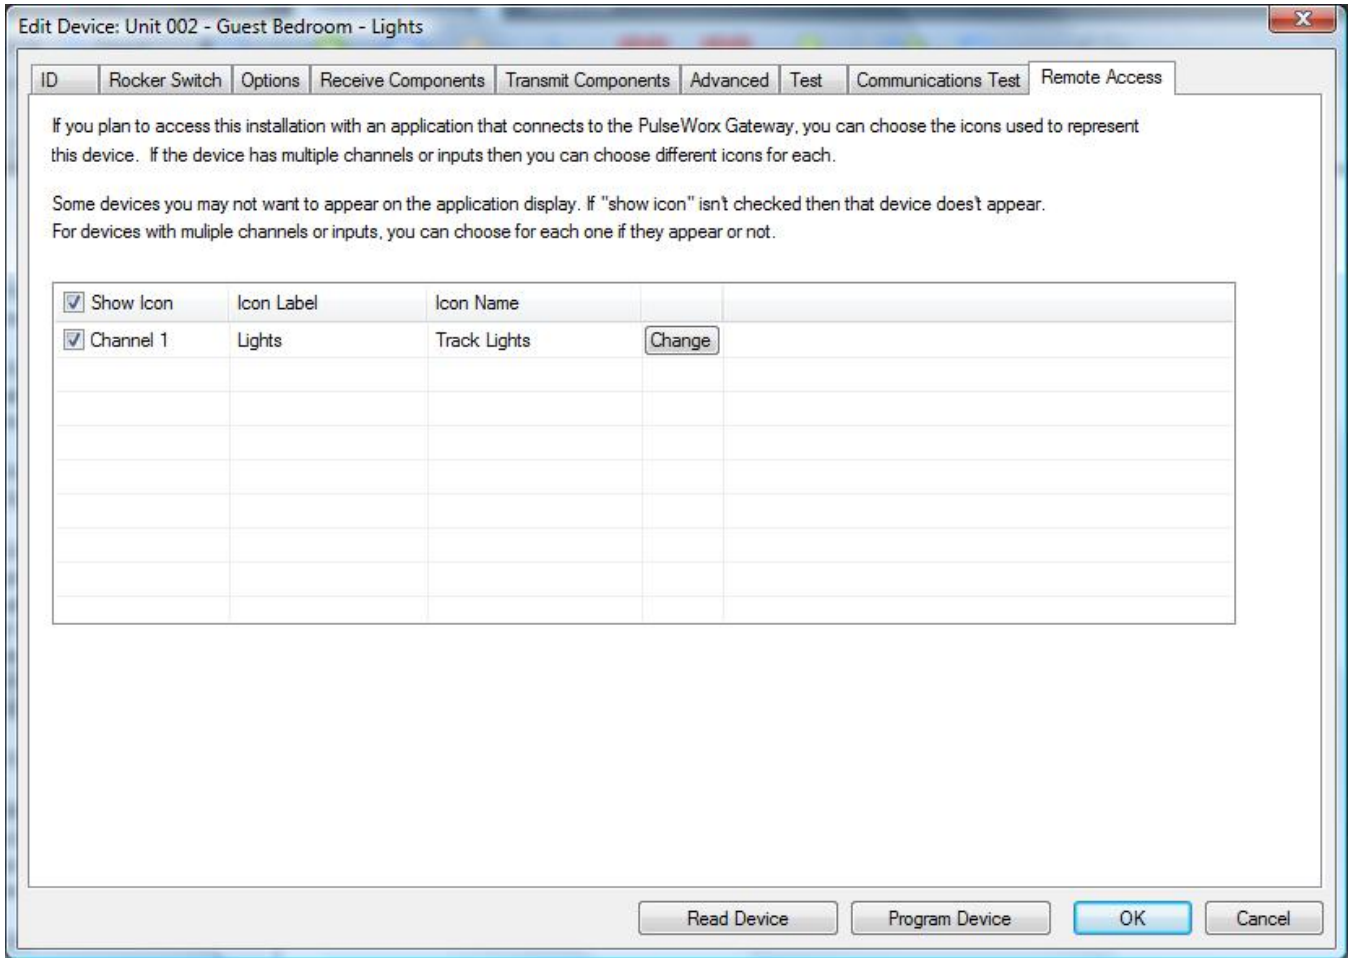 Edit Device: Unit 002 - Guest Bedroom - Lights
ID Rocker Switch Options Receive Components Transmit Components Advanced Test Communications Test Remote Access
If you plan to access this installation with an application that connects to the PulseWorx Gateway, you can choose the icons used to represent
this device. If the device has multiple channels or inputs then you can choose different icons for each.
Some devices you may not want to appear on the application display. If "show icon" isn't checked then that device does't appear.
For devices with muliple channels or inputs, you can choose for each one if they appear or not.
Show Icon Icon Label Icon Name
Channel 1 Lights Track Lights Change
Read Device Program Device OK Cancel